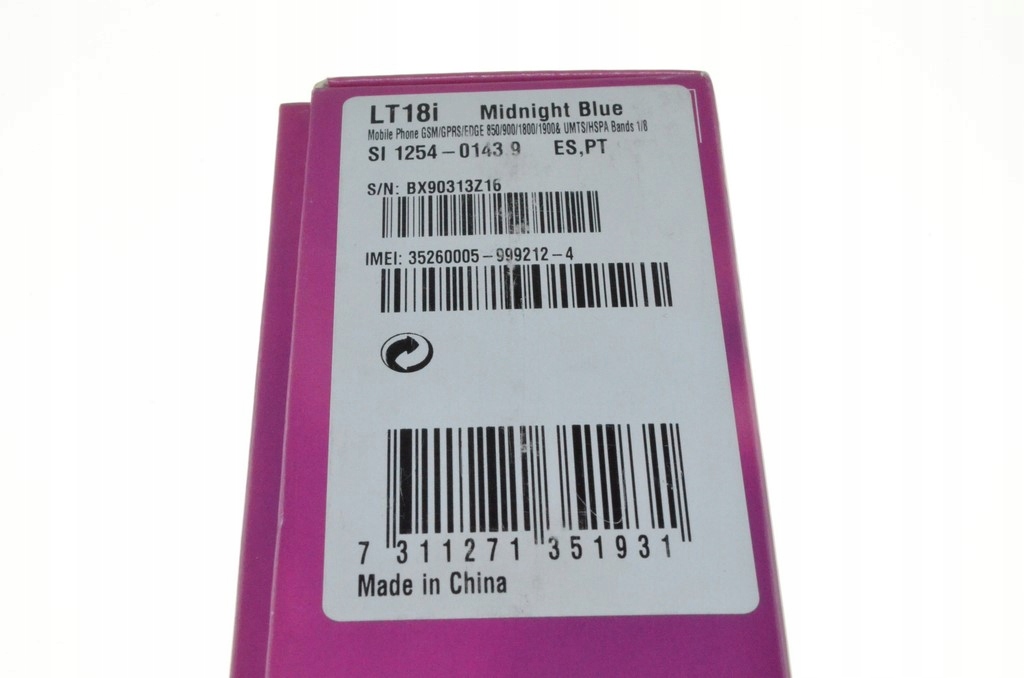 LT18i Midnight Blue
Mobile Phone GSM/GPRS/EDGE 850/900/1800/1900& UMTS/HSPA Bands 1/8
SI 1254-0143 9 ES,PT
S/N: BX90313Z16
IMEI: 35260005-999212-4
7 311271 351931
Made in China